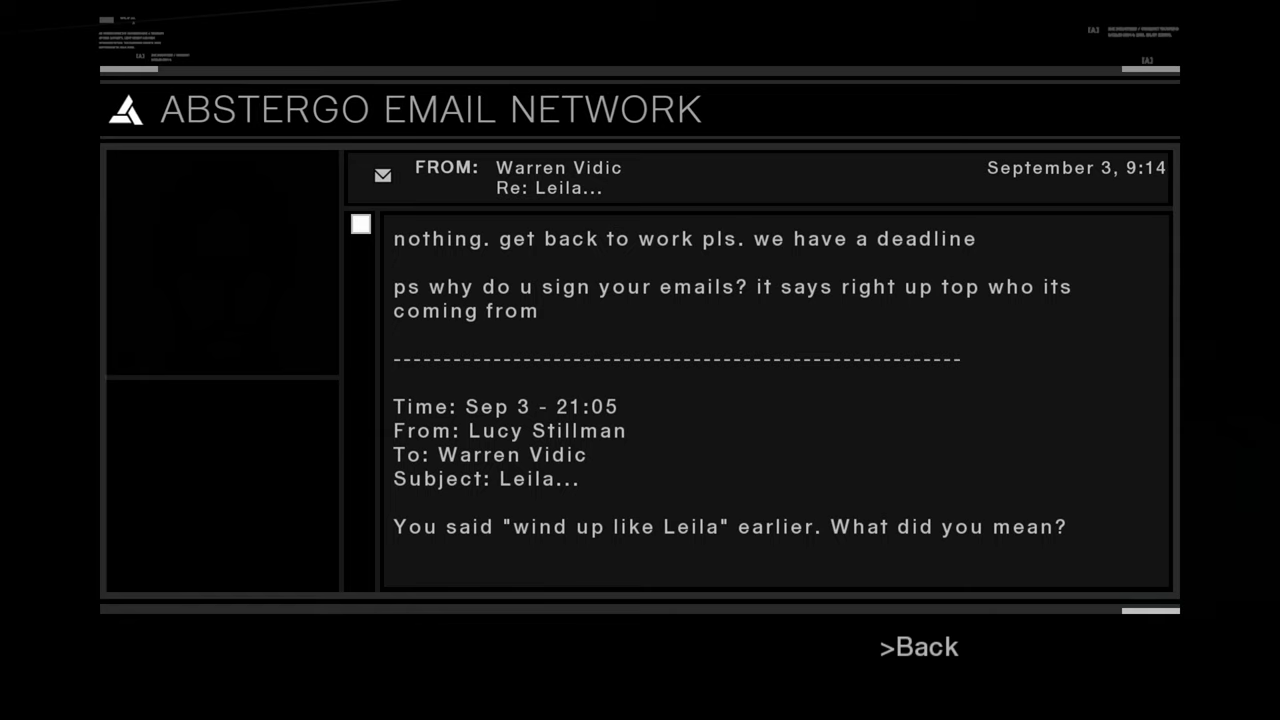 ABSTERGO EMAIL NETWORK
FROM: Warren Vidic September 3, 9:14
Re: Leila...
nothing. get back to work pls. we have a deadline
ps why do u sign your emails? it says right up top who its
coming from
---------------------------------------------------------
Time: Sep 3 - 21:05
From: Lucy Stillman
To: Warren Vidic
Subject: Leila...
You said "wind up like Leila" earlier. What did you mean?
>Back